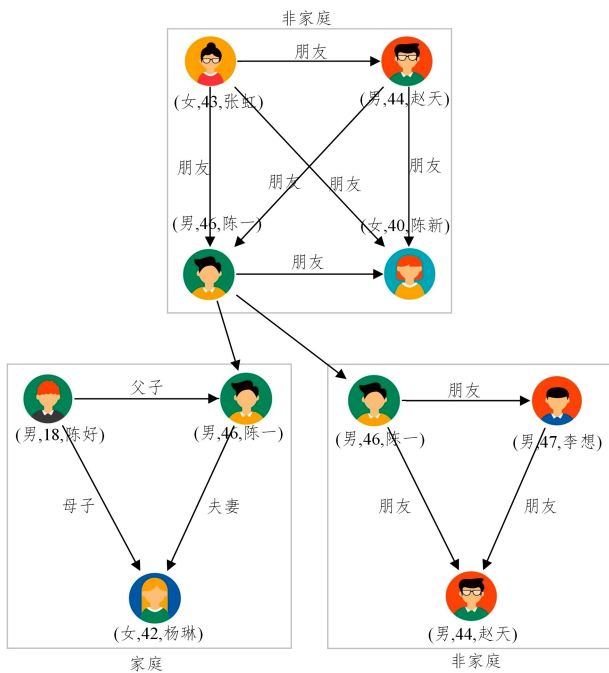 非家庭
朋友
(女,43,张虹)
(男,44,赵天)
朋友
朋友
朋友
朋友
(男,46,陈一)
(女,40,陈新)
朋友
父子
朋友
(男,18,陈好)
(男,46,陈一)
(男,46,陈一)
(男,47,李想)
母子
夫妻
朋友
朋友
(女,42,杨琳)
(男,44,赵天)
家庭
非家庭